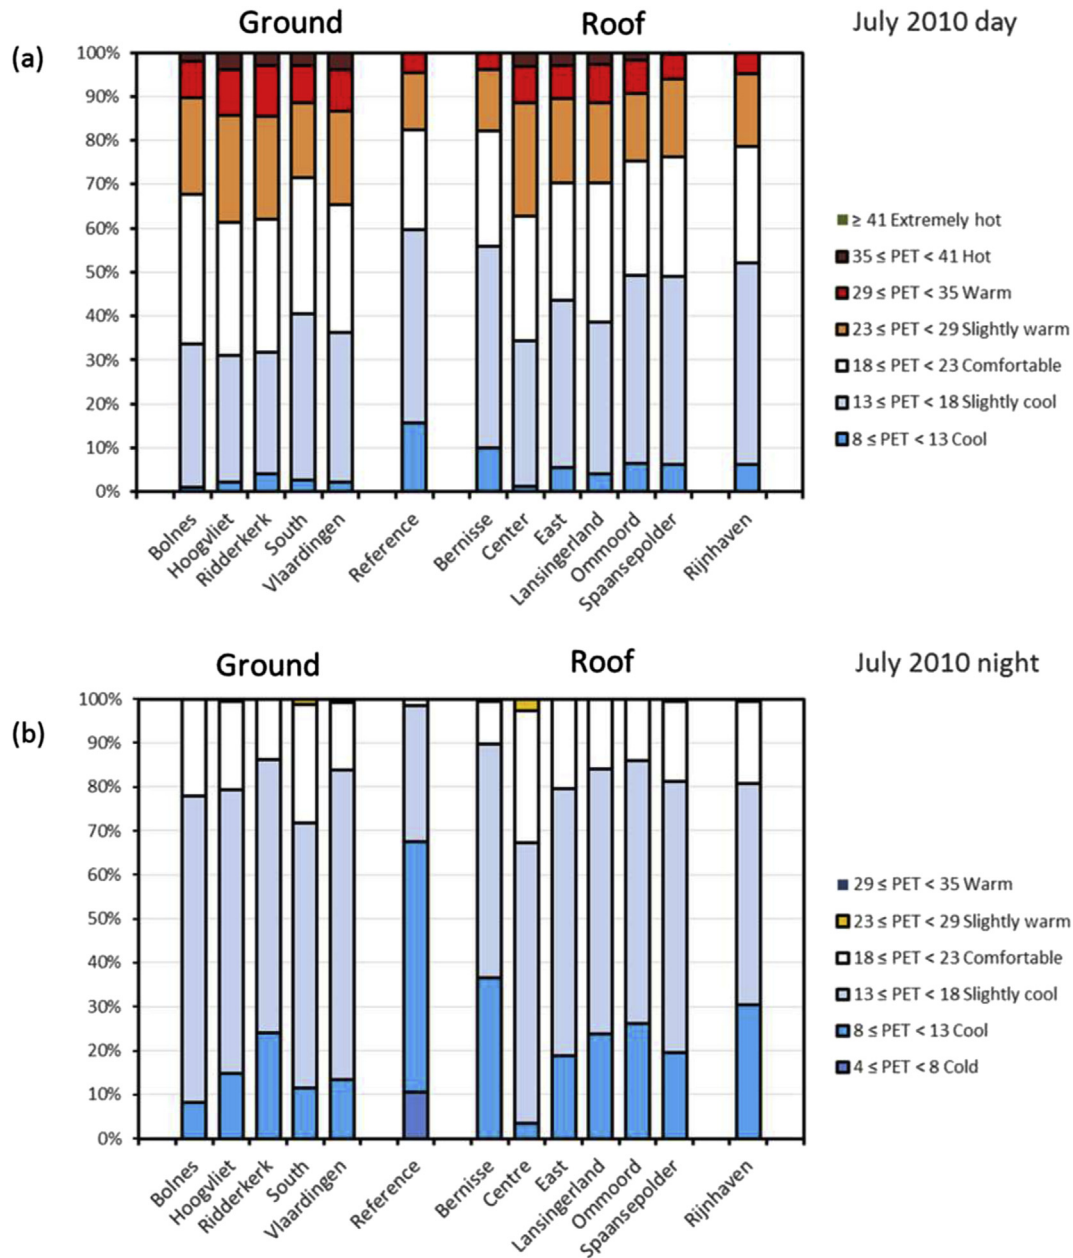 Ground Roof July 2010 day
(a)
100%
90%
80%
70%
60%
50%
40%
30%
20%
10%
0%
≥ 41 Extremely hot
35 ≤ PET < 41 Hot
29 ≤ PET < 35 Warm
23 ≤ PET < 29 Slightly warm
18 ≤ PET < 23 Comfortable
13 ≤ PET < 18 Slightly cool
8 ≤ PET < 13 Cool
Bolnes
Hoogvliet
Ridderkerk
South
Vlaardingen
Reference
Bernisse
Center
East
Lansingerland
Ommoord
Spaansepolder
Rijnhaven
Ground Roof July 2010 night
(b)
100%
90%
80%
70%
60%
50%
40%
30%
20%
10%
0%
29 ≤ PET < 35 Warm
23 ≤ PET < 29 Slightly warm
18 ≤ PET < 23 Comfortable
13 ≤ PET < 18 Slightly cool
8 ≤ PET < 13 Cool
4 ≤ PET < 8 Cold
Bolnes
Hoogvliet
Ridderkerk
South
Vlaardingen
Reference
Bernisse
Centre
East
Lansingerland
Ommoord
Spaansepolder
Rijnhaven